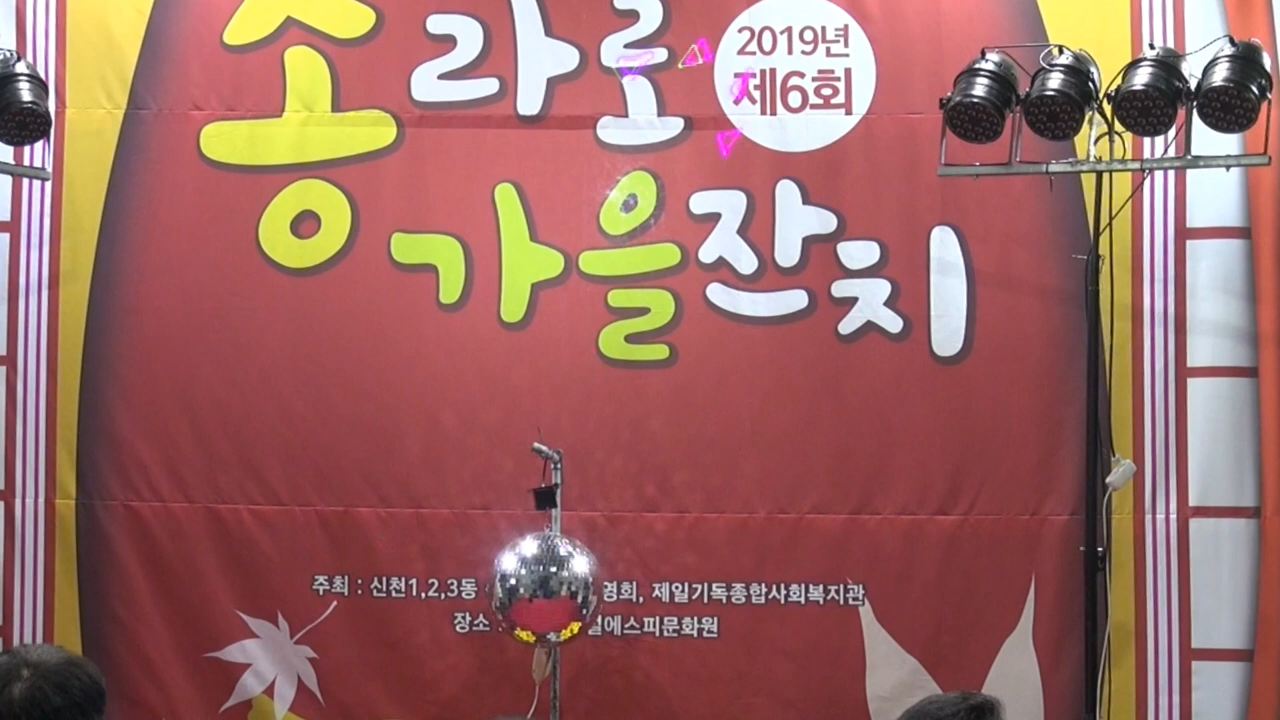 송라로
2019년
제6회
가을잔치
주최 : 신천1,2,3동 영회, 제일기독종합사회복지관
장소 에스피문화원